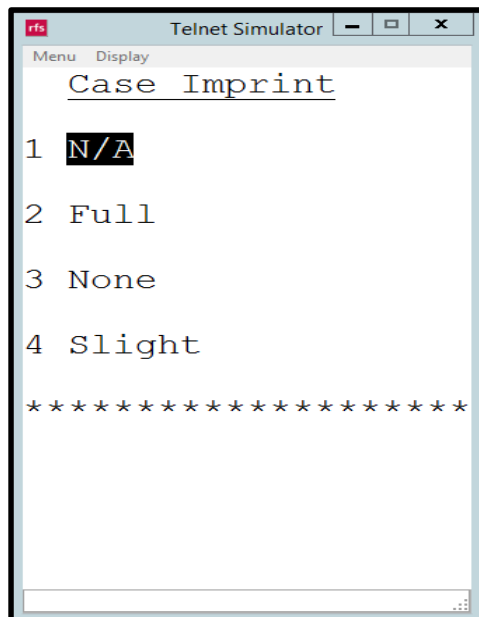 rfs Telnet Simulator
Menu Display
Case Imprint
1 N/A
2 Full
3 None
4 Slight
********************